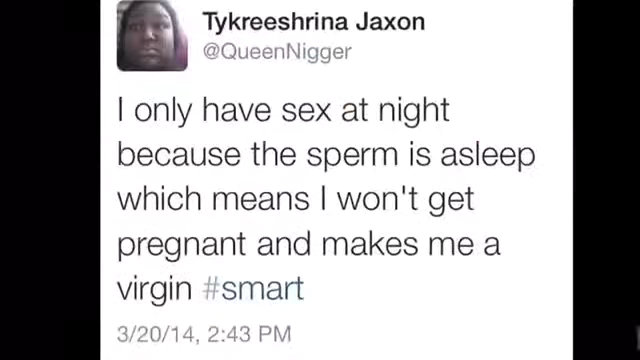 Tykreeshrina Jaxon
@QueenNigger
I only have sex at night
because the sperm is asleep
which means I won't get
pregnant and makes me a
virgin #smart
3/20/14, 2:43 PM